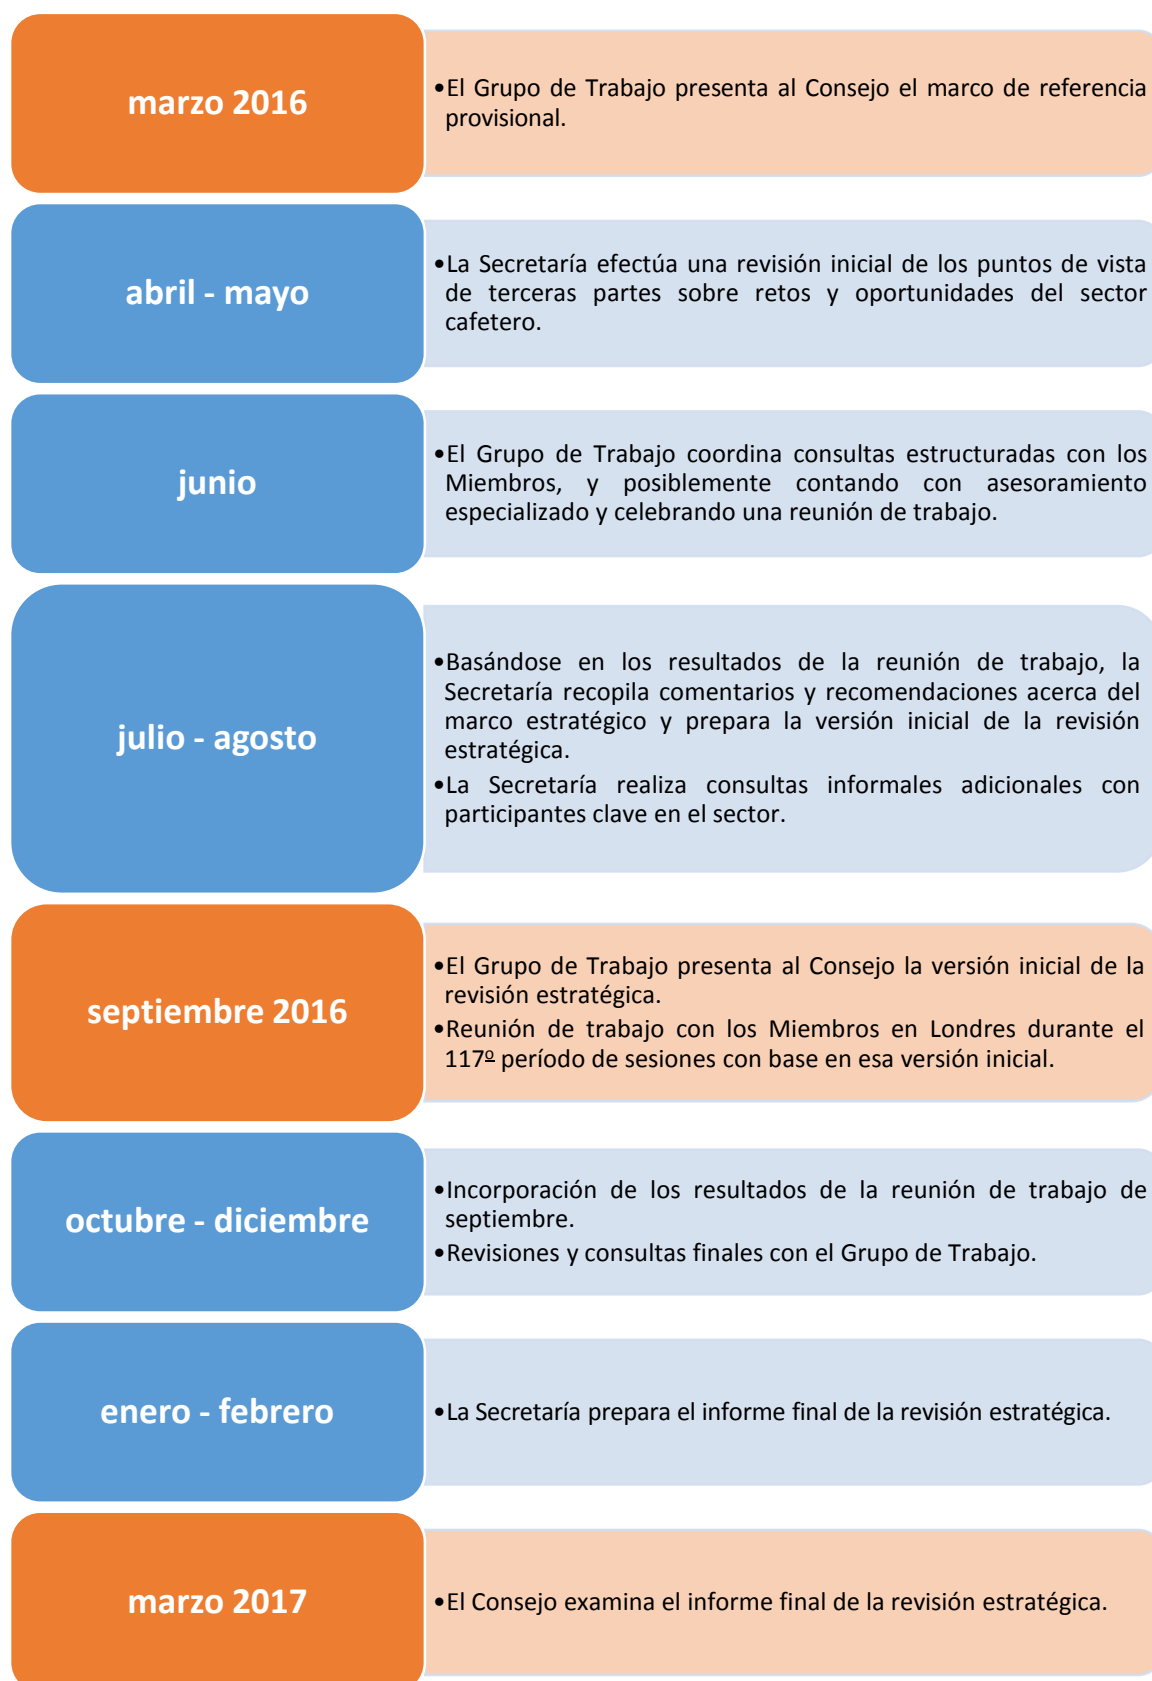 marzo 2016
•El Grupo de Trabajo presenta al Consejo el marco de referencia
provisional.
abril - mayo
•La Secretaría efectúa una revisión inicial de los puntos de vista
de terceras partes sobre retos y oportunidades del sector
cafetero.
junio
•El Grupo de Trabajo coordina consultas estructuradas con los
Miembros, y posiblemente contando con asesoramiento
especializado y celebrando una reunión de trabajo.
julio - agosto
•Basándose en los resultados de la reunión de trabajo, la
Secretaría recopila comentarios y recomendaciones acerca del
marco estratégico y prepara la versión inicial de la revisión
estratégica.
•La Secretaría realiza consultas informales adicionales con
participantes clave en el sector.
septiembre 2016
•El Grupo de Trabajo presenta al Consejo la versión inicial de la
revisión estratégica.
•Reunión de trabajo con los Miembros en Londres durante el
117º período de sesiones con base en esa versión inicial.
octubre - diciembre
•Incorporación de los resultados de la reunión de trabajo de
septiembre.
•Revisiones y consultas finales con el Grupo de Trabajo.
enero - febrero
•La Secretaría prepara el informe final de la revisión estratégica.
marzo 2017
•El Consejo examina el informe final de la revisión estratégica.